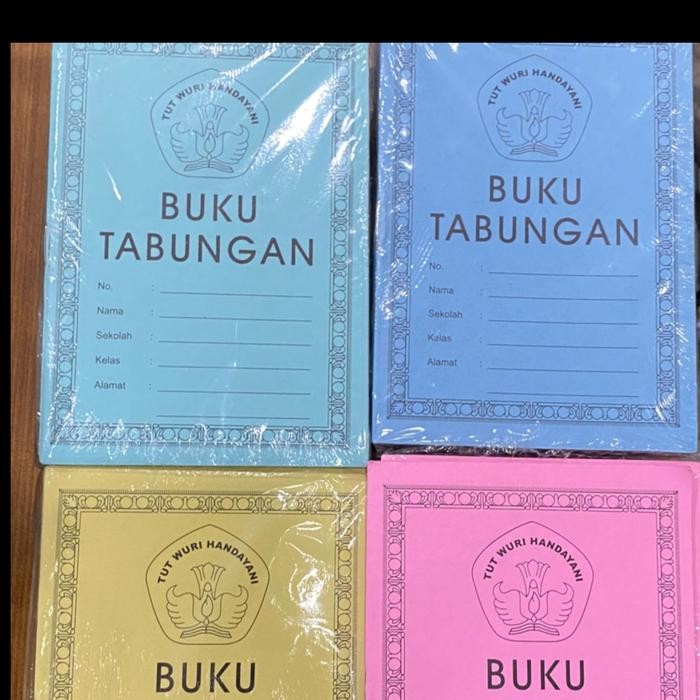 TUT WURI HANDAYANI
BUKU
TABUNGAN
No. :
Nama :
Sekolah :
Kelas :
Alamat :
TUT WURI HANDAYANI
BUKU
TABUNGAN
No. :
Nama :
Sekolah :
Kelas :
Alamat :
TUT WURI HANDAYANI
BUKU
TUT WURI HANDAYANI
BUKU